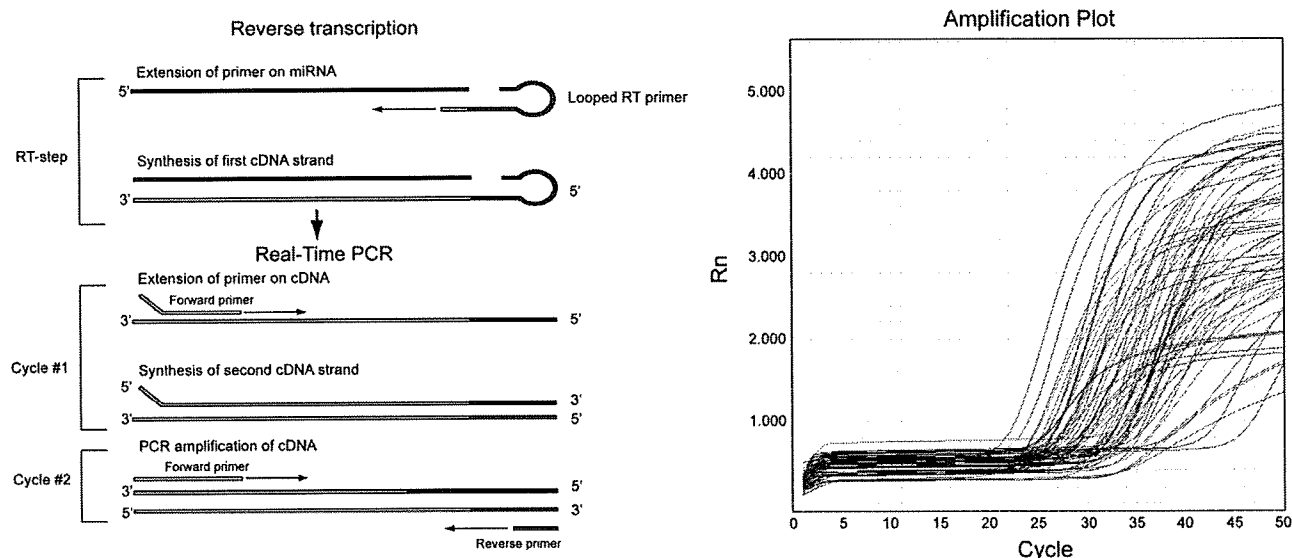 Reverse transcription
Extension of primer on miRNA
5'
Looped RT primer
RT-step
Synthesis of first cDNA strand
3'
5'
Real-Time PCR
Extension of primer on cDNA
Forward primer
3'
5'
Cycle #1
Synthesis of second cDNA strand
5'
3'
3'
5'
PCR amplification of cDNA
Forward primer
Cycle #2
3'
5'
5'
3'
Reverse primer
Amplification Plot
5.000
4.000
3.000
2.000
1.000
Rn
0 5 10 15 20 25 30 35 40 45 50
Cycle